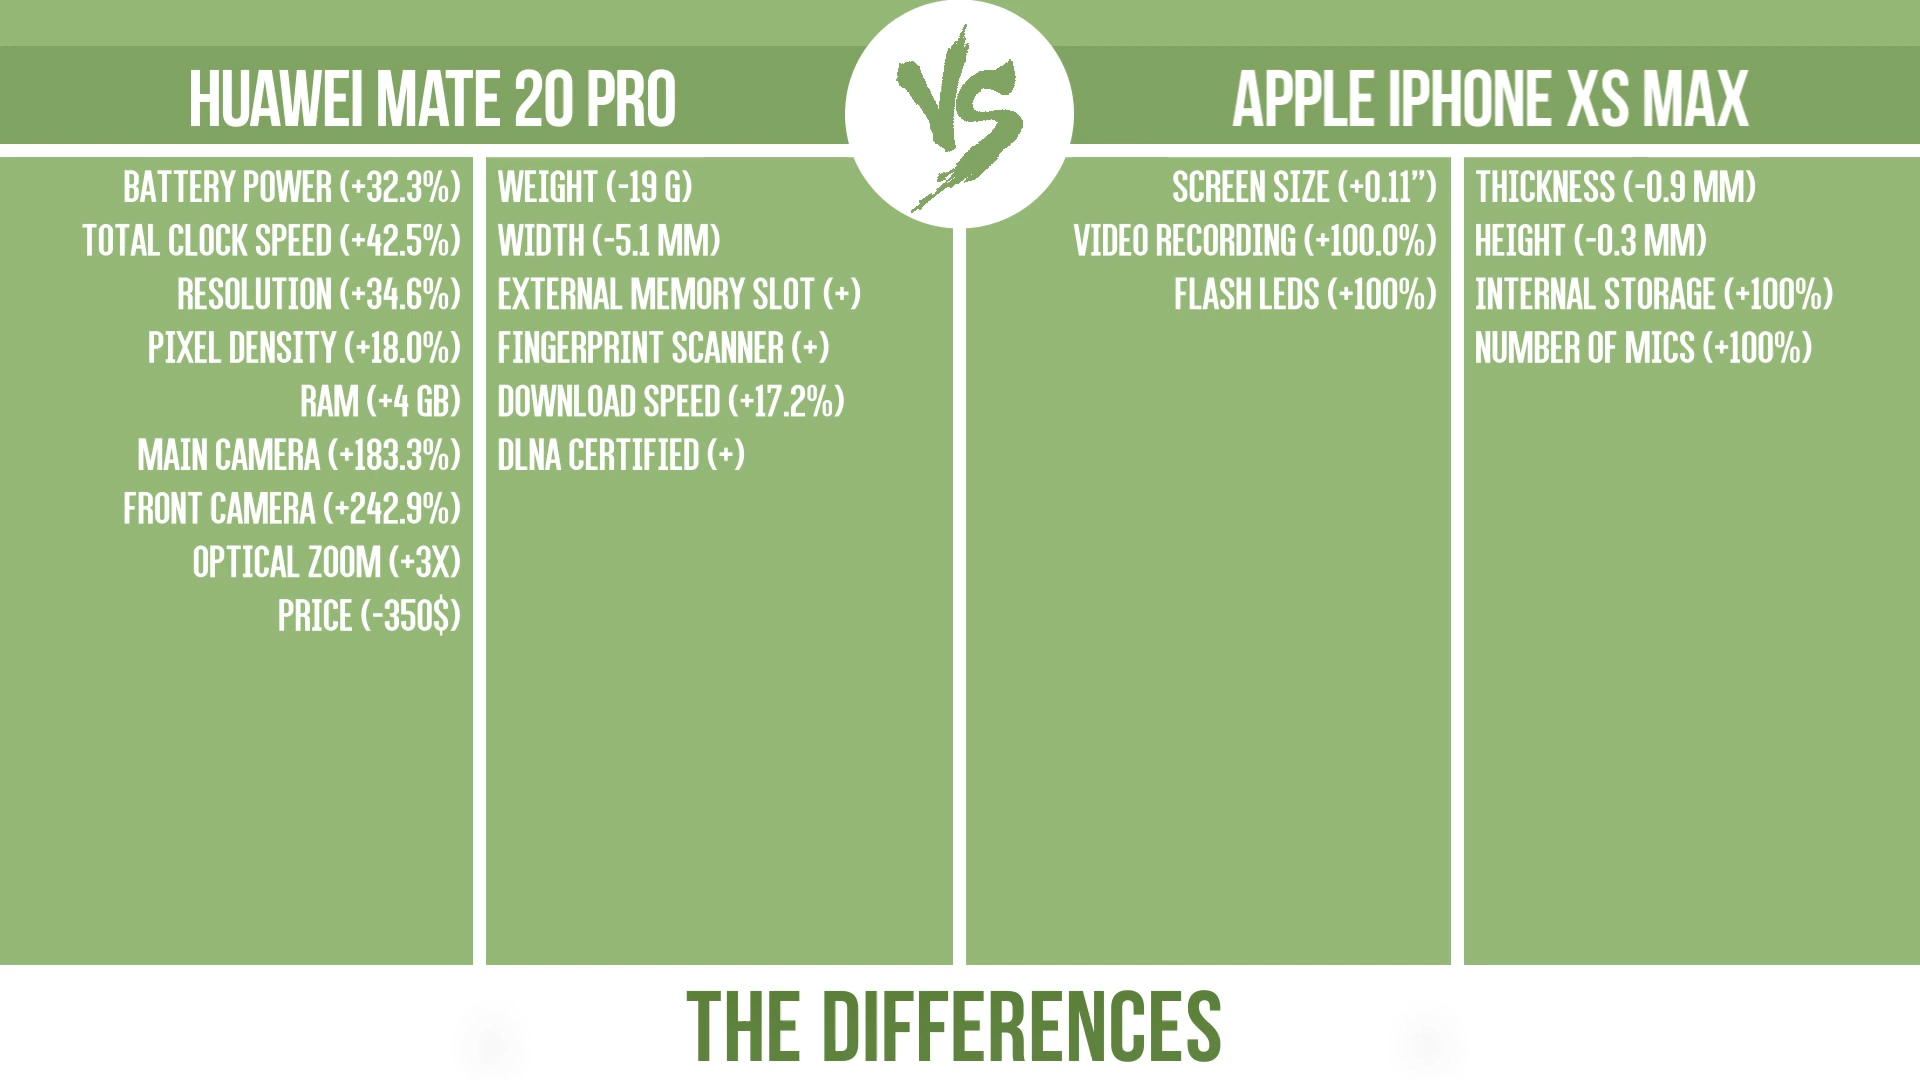 HUAWEI MATE 20 PRO
VS
APPLE IPHONE XS MAX
BATTERY POWER (+32.3%)
TOTAL CLOCK SPEED (+42.5%)
RESOLUTION (+34.6%)
PIXEL DENSITY (+18.0%)
RAM (+4 GB)
MAIN CAMERA (+183.3%)
FRONT CAMERA (+242.9%)
OPTICAL ZOOM (+3X)
PRICE (-350$)
WEIGHT (-19 G)
WIDTH (-5.1 MM)
EXTERNAL MEMORY SLOT (+)
FINGERPRINT SCANNER (+)
DOWNLOAD SPEED (+17.2%)
DLNA CERTIFIED (+)
SCREEN SIZE (+0.11”)
VIDEO RECORDING (+100.0%)
FLASH LEDS (+100%)
THICKNESS (-0.9 MM)
HEIGHT (-0.3 MM)
INTERNAL STORAGE (+100%)
NUMBER OF MICS (+100%)
THE DIFFERENCES